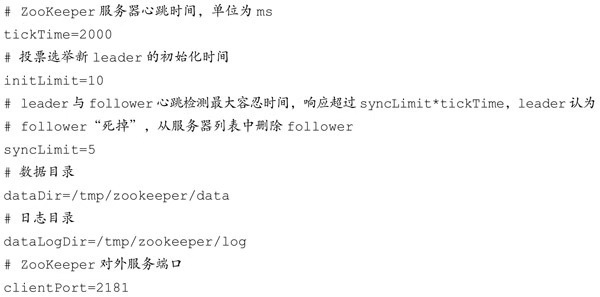 # ZooKeeper 服务器心跳时间，单位为 ms
tickTime=2000
# 投票选举新 leader 的初始化时间
initLimit=10
# leader 与 follower 心跳检测最大容忍时间，响应超过 syncLimit*tickTime，leader 认为
# follower“死掉”，从服务器列表中删除 follower
syncLimit=5
# 数据目录
dataDir=/tmp/zookeeper/data
# 日志目录
dataLogDir=/tmp/zookeeper/log
# ZooKeeper 对外服务端口
clientPort=2181